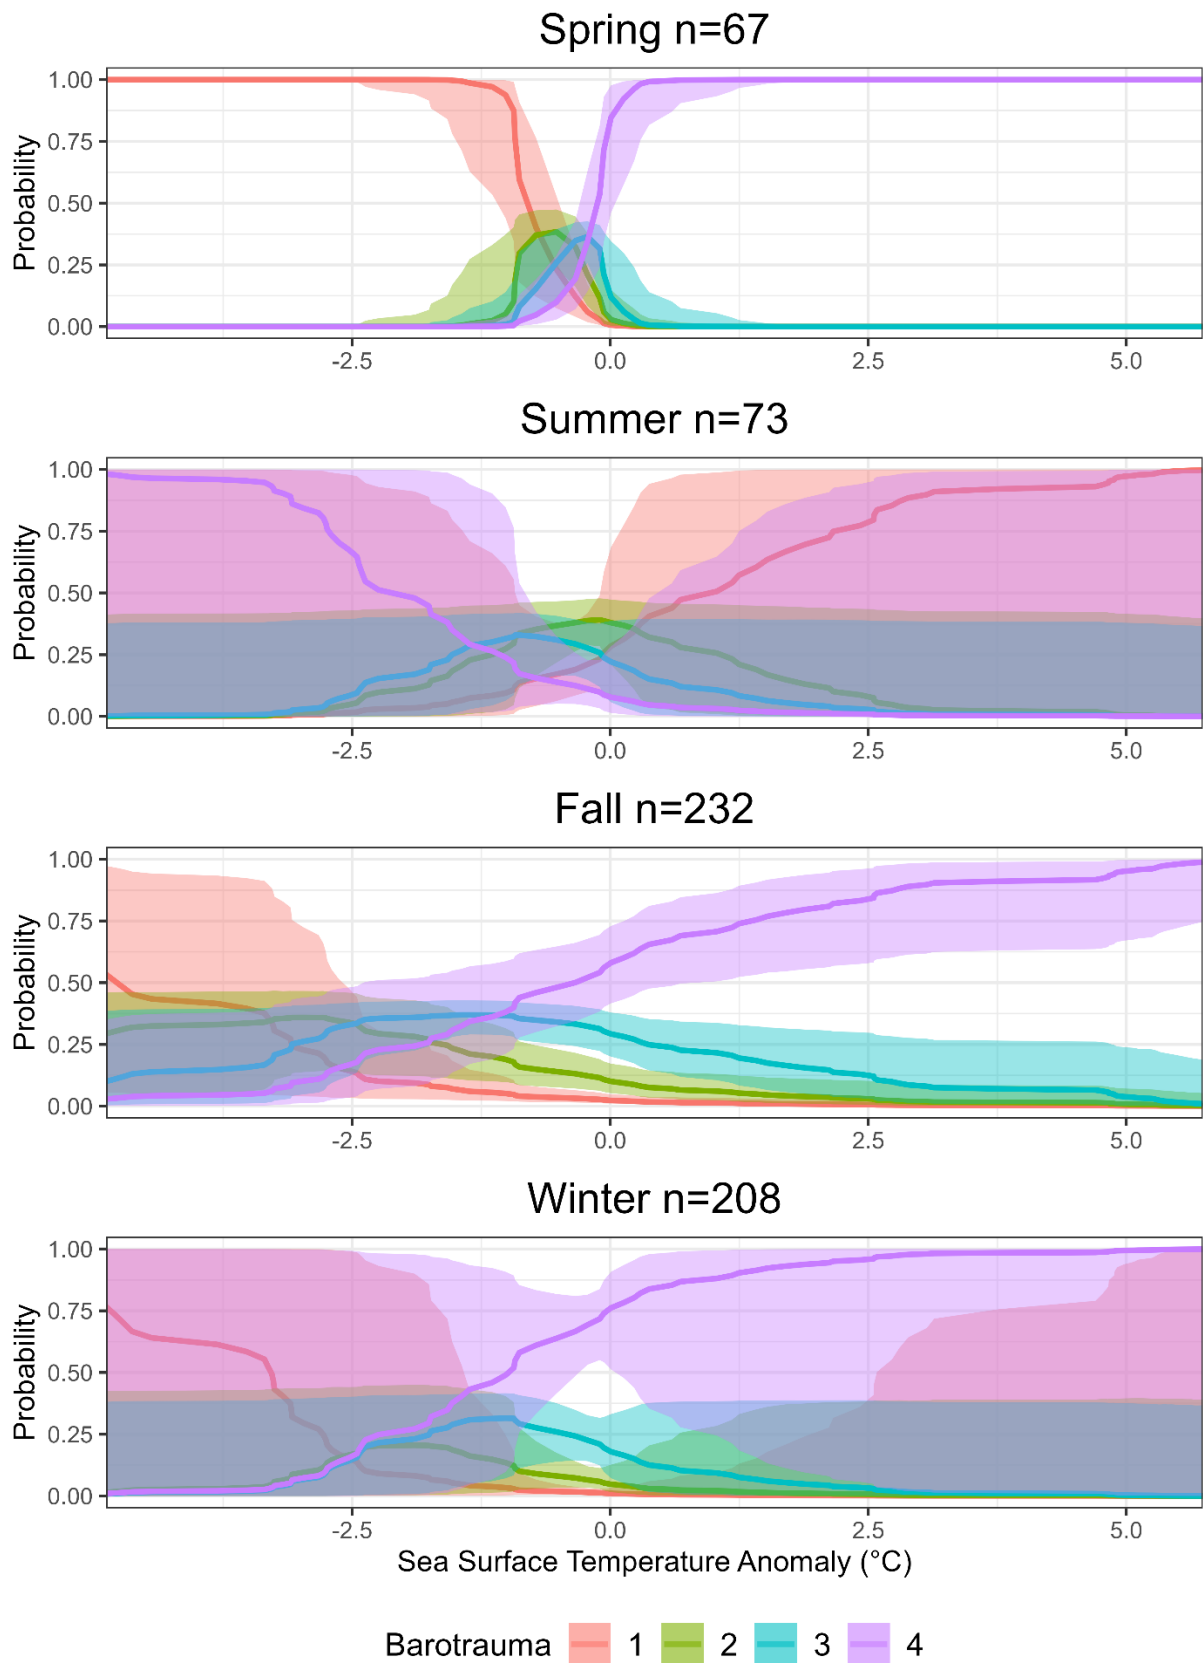 Spring n=67
1.00
0.75
0.50
0.25
0.00
Probability
-2.5 0.0 2.5 5.0
Summer n=73
1.00
0.75
0.50
0.25
0.00
Probability
-2.5 0.0 2.5 5.0
Fall n=232
1.00
0.75
0.50
0.25
0.00
Probability
-2.5 0.0 2.5 5.0
Winter n=208
1.00
0.75
0.50
0.25
0.00
Probability
-2.5 0.0 2.5 5.0
Sea Surface Temperature Anomaly (°C)
Barotrauma 1 2 3 4